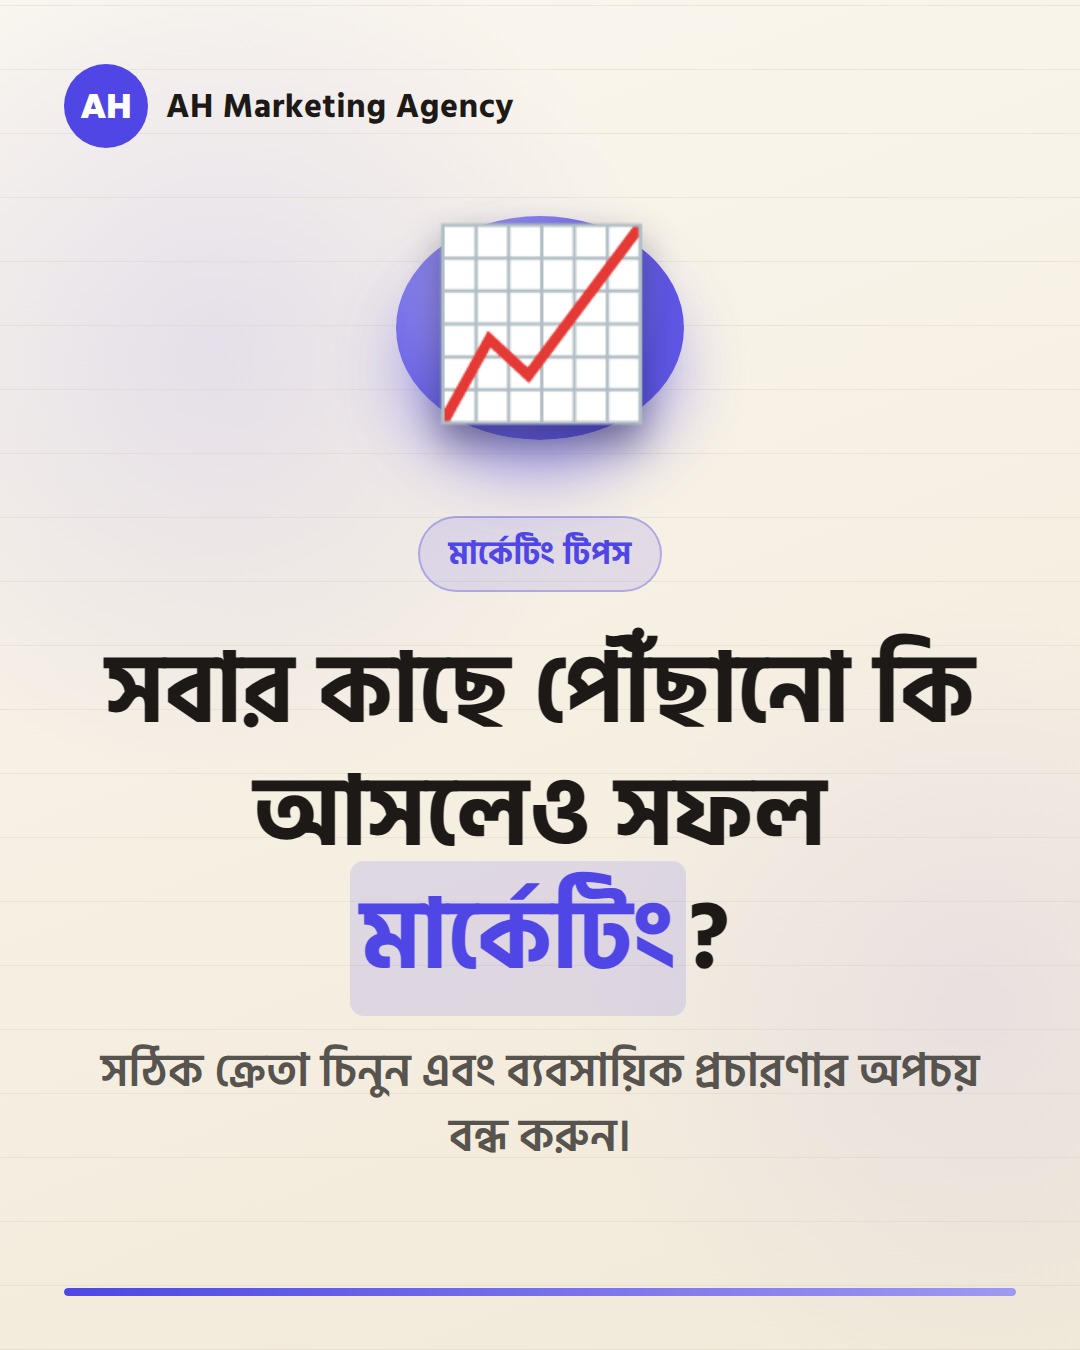 AH
AH Marketing Agency
মার্কেটিং টিপস
সবার কাছে পৌঁছানো কি
আসলেও সফল
মার্কেটিং?
সঠিক ক্রেতা চিনুন এবং ব্যবসায়িক প্রচারণার অপচয়
বন্ধ করুন।